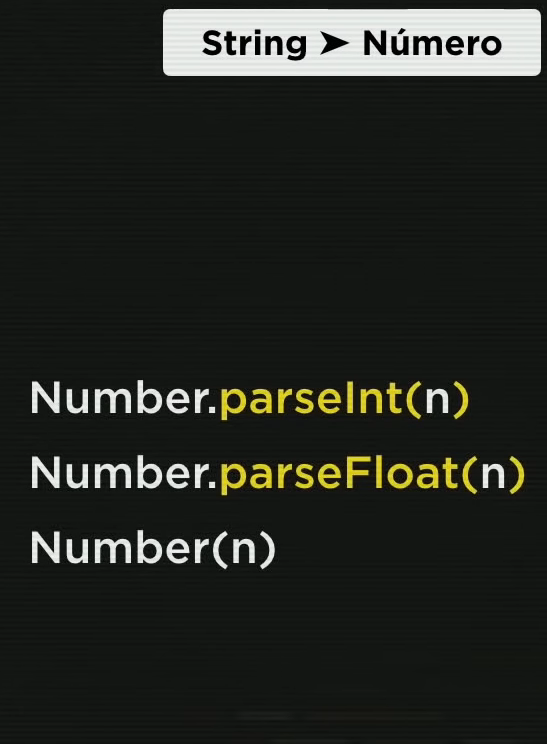 String ➤ Número
Number.parseInt(n)
Number.parseFloat(n)
Number(n)